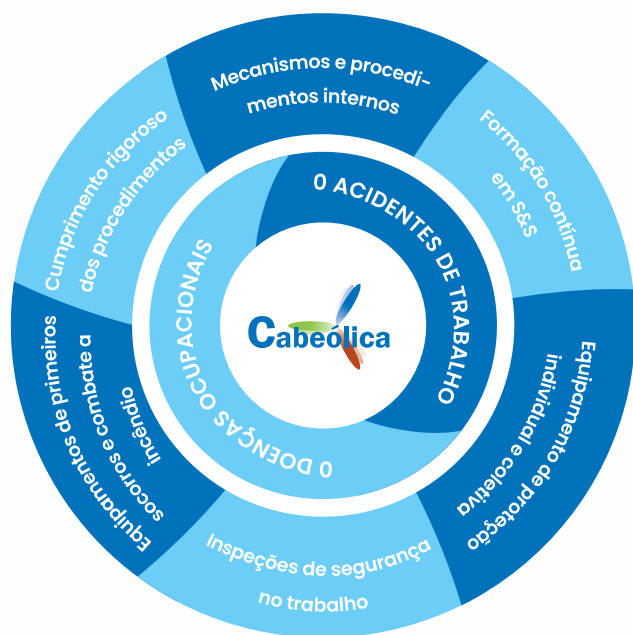 Mecanismos e procedi-
mentos internos
Formação contínua
em S&S
Equipamento de proteção
individual e coletiva
Inspeções de segurança
no trabalho
Equipamentos de primeiros
socorros e combate a
incêndio
Cumprimento rigoroso
dos procedimentos
0 ACIDENTES DE TRABALHO
0 DOENÇAS OCUPACIONAIS
Cabeólica